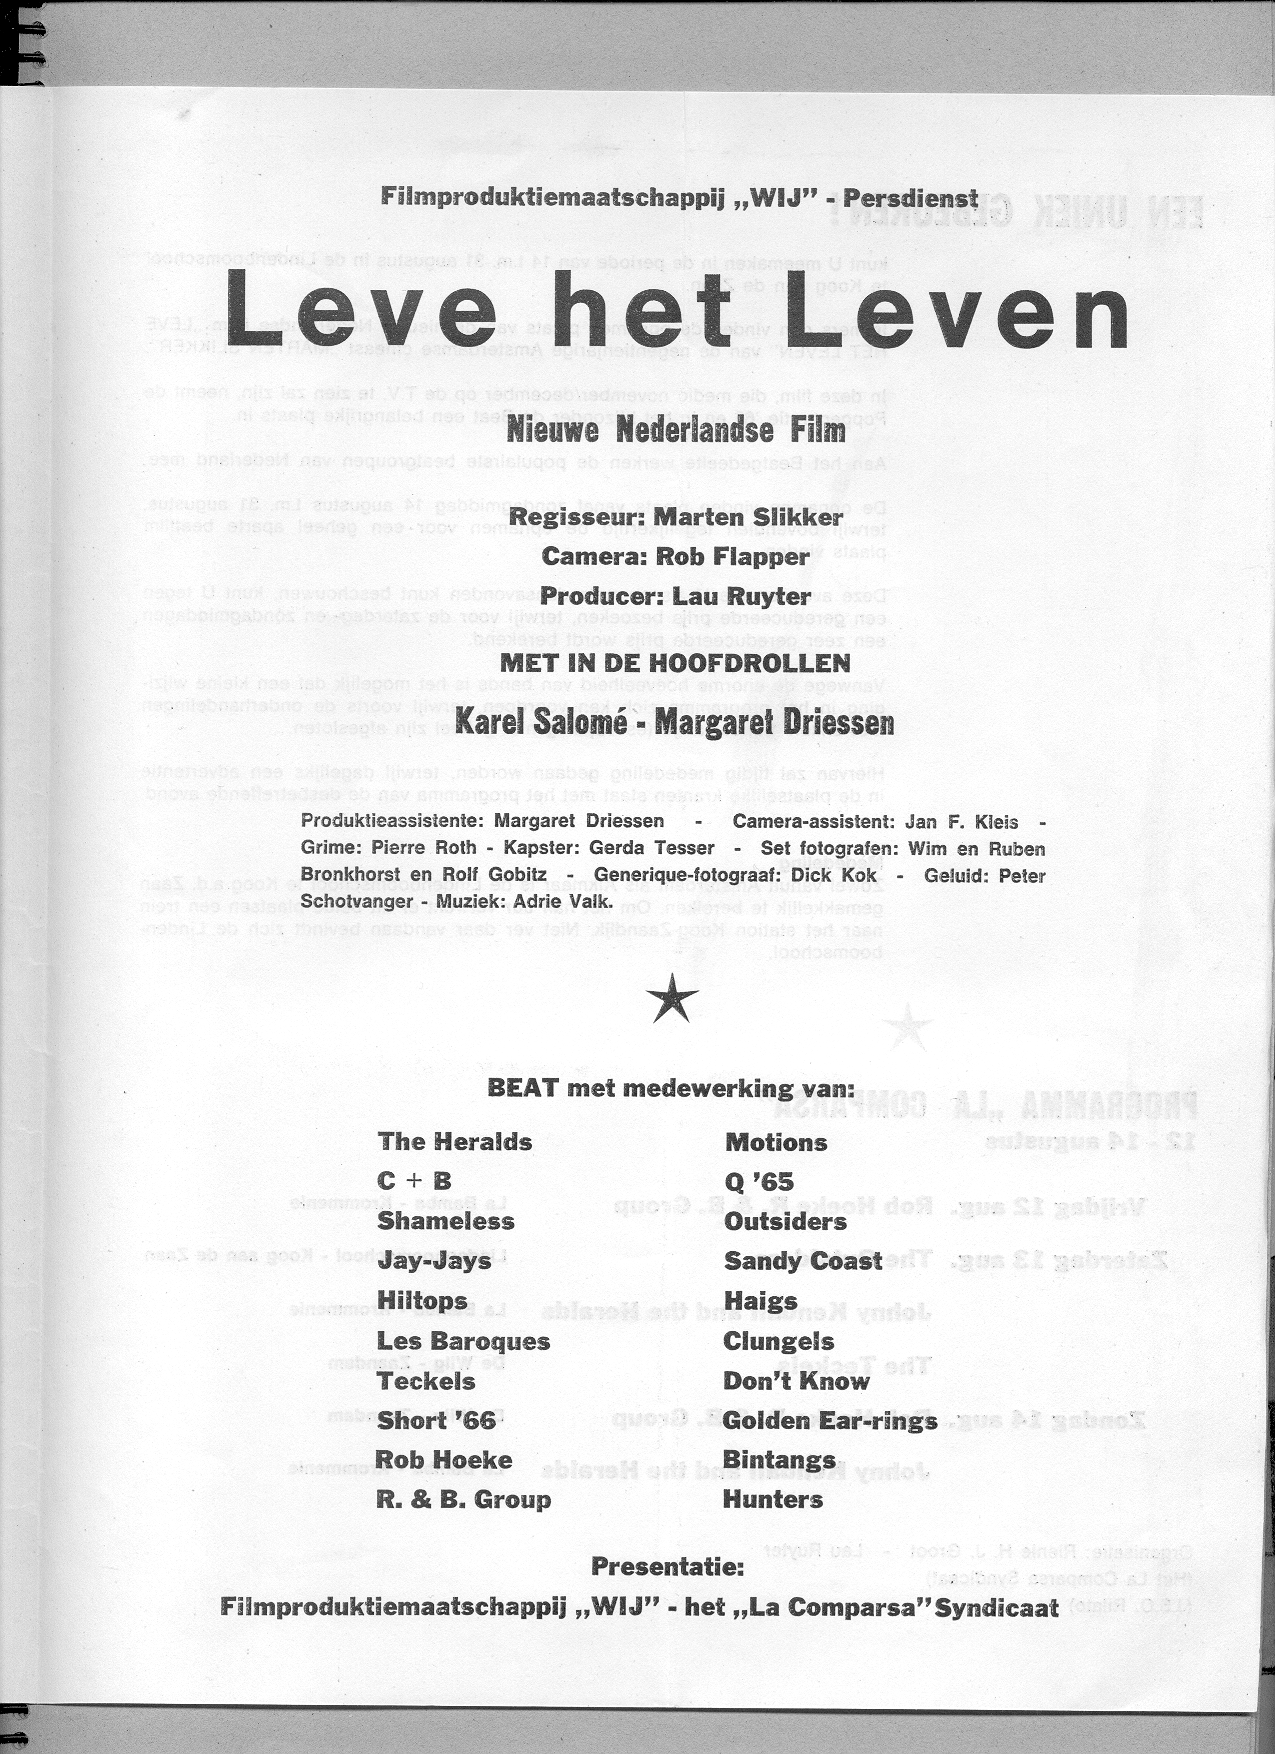 Filmproduktiemaatschappij „WIJ” - Persdienst
Leve het Leven
Nieuwe Nederlandse Film
Regisseur: Marten Slikker
Camera: Rob Flapper
Producer: Lau Ruyter
MET IN DE HOOFDROLLEN
Karel Salomé - Margaret Driessen
Produktieassistente: Margaret Driessen - Camera-assistent: Jan F. Kleis -
Grime: Pierre Roth - Kapster: Gerda Tesser - Set fotografen: Wim en Ruben
Bronkhorst en Rolf Gobitz - Generique-fotograaf: Dick Kok - Geluid: Peter
Schotvanger - Muziek: Adrie Valk.
BEAT met medewerking van:
The Heralds
C + B
Shameless
Jay-Jays
Hiltops
Les Baroques
Teckels
Short ’66
Rob Hoeke
R. & B. Group
Motions
Q ’65
Outsiders
Sandy Coast
Haigs
Clungels
Don’t Know
Golden Ear-rings
Bintangs
Hunters
Presentatie:
Filmproduktiemaatschappij „WIJ” - het „La Comparsa” Syndicaat